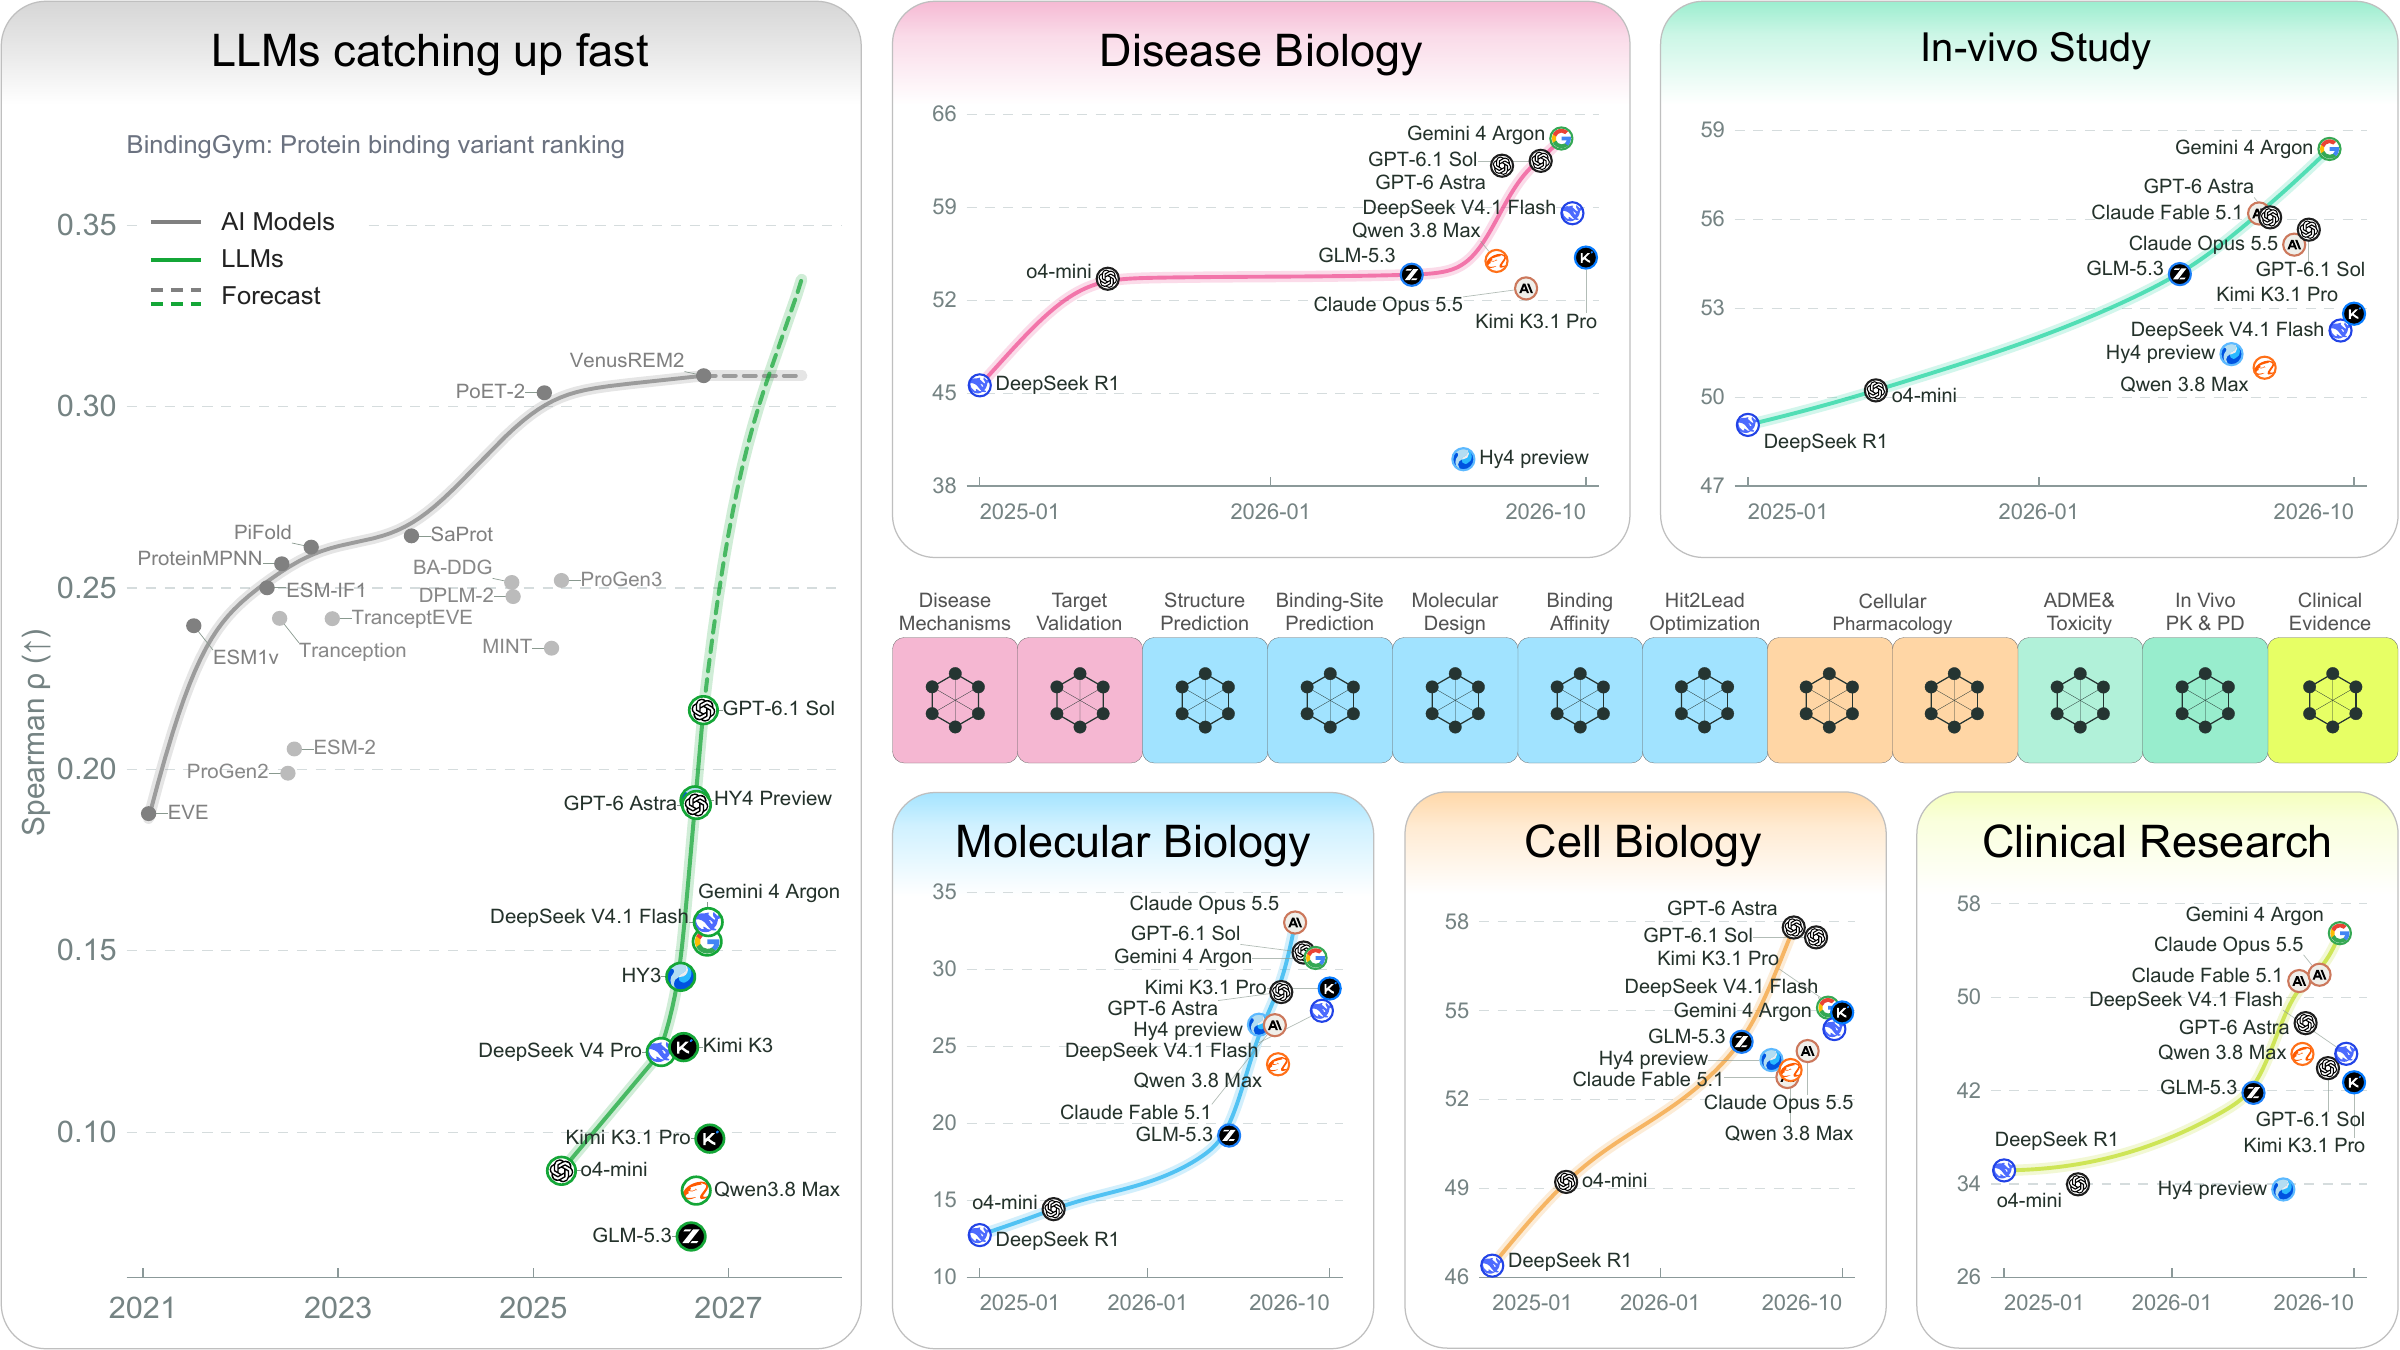 LLMs catching up fast
BindingGym: Protein binding variant ranking
AI Models
LLMs
Forecast
Spearman ρ (↑)
0.35
0.30
0.25
0.20
0.15
0.10
2021
2023
2025
2027
VenusREM2
PoET-2
PiFold
SaProt
ProteinMPNN
BA-DDG
ProGen3
ESM-IF1
DPLM-2
TranceptEVE
Tranception
MINT
ESM1v
GPT-6.1 Sol
ESM-2
ProGen2
EVE
GPT-6 Astra
HY4 Preview
Gemini 4 Argon
DeepSeek V4.1 Flash
HY3
DeepSeek V4 Pro
Kimi K3
Kimi K3.1 Pro
o4-mini
Qwen3.8 Max
GLM-5.3
Disease Biology
66
59
52
45
38
2025-01
2026-01
2026-10
Gemini 4 Argon
GPT-6.1 Sol
GPT-6 Astra
DeepSeek V4.1 Flash
Qwen 3.8 Max
GLM-5.3
o4-mini
Claude Opus 5.5
Kimi K3.1 Pro
DeepSeek R1
Hy4 preview
In-vivo Study
59
56
53
50
47
2025-01
2026-01
2026-10
Gemini 4 Argon
GPT-6 Astra
Claude Fable 5.1
Claude Opus 5.5
GLM-5.3
GPT-6.1 Sol
Kimi K3.1 Pro
DeepSeek V4.1 Flash
Hy4 preview
Qwen 3.8 Max
o4-mini
DeepSeek R1
Disease
Mechanisms
Target
Validation
Structure
Prediction
Binding-Site
Prediction
Molecular
Design
Binding
Affinity
Hit2Lead
Optimization
Cellular
Pharmacology
ADME&
Toxicity
In Vivo
PK & PD
Clinical
Evidence
Molecular Biology
35
30
25
20
15
10
2025-01
2026-01
2026-10
Claude Opus 5.5
GPT-6.1 Sol
Gemini 4 Argon
Kimi K3.1 Pro
GPT-6 Astra
Hy4 preview
DeepSeek V4.1 Flash
Qwen 3.8 Max
Claude Fable 5.1
GLM-5.3
o4-mini
DeepSeek R1
Cell Biology
58
55
52
49
46
2025-01
2026-01
2026-10
GPT-6 Astra
GPT-6.1 Sol
Kimi K3.1 Pro
DeepSeek V4.1 Flash
Gemini 4 Argon
GLM-5.3
Hy4 preview
Claude Fable 5.1
Claude Opus 5.5
Qwen 3.8 Max
o4-mini
DeepSeek R1
Clinical Research
58
50
42
34
26
2025-01
2026-01
2026-10
Gemini 4 Argon
Claude Opus 5.5
Claude Fable 5.1
DeepSeek V4.1 Flash
GPT-6 Astra
Qwen 3.8 Max
GLM-5.3
GPT-6.1 Sol
DeepSeek R1
Kimi K3.1 Pro
Hy4 preview
o4-mini